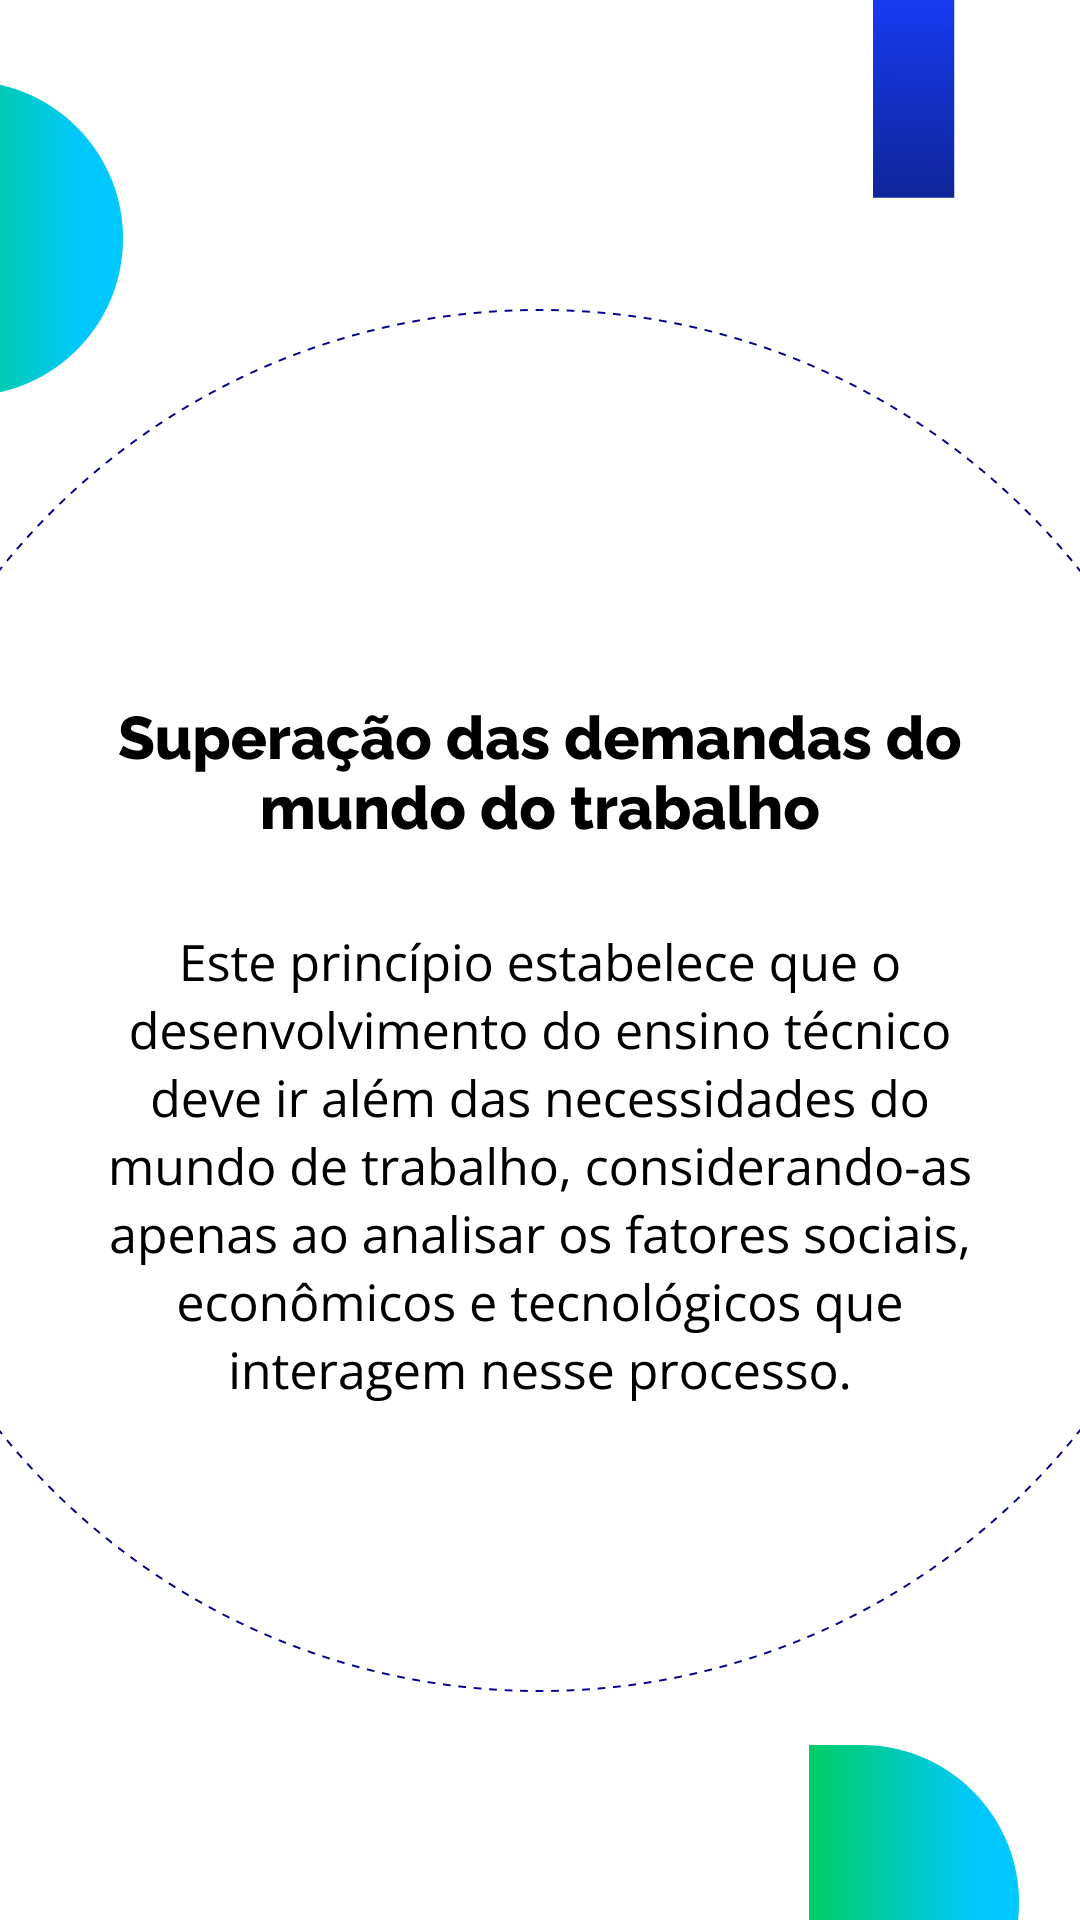 Superação das demandas do
mundo do trabalho
Este princípio estabelece que o
desenvolvimento do ensino técnico
deve ir além das necessidades do
mundo de trabalho, considerando-as
apenas ao analisar os fatores sociais,
econômicos e tecnológicos que
interagem nesse processo.